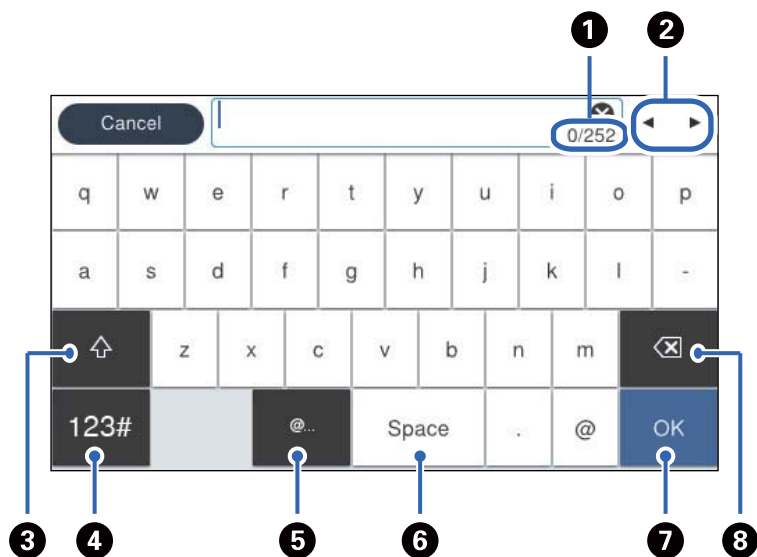 1 2
Cancel
0/252
q w e r t y u i o p
a s d f g h j k l -
z x c v b n m
123# @... Space . @ OK
3 4 5 6 7 8